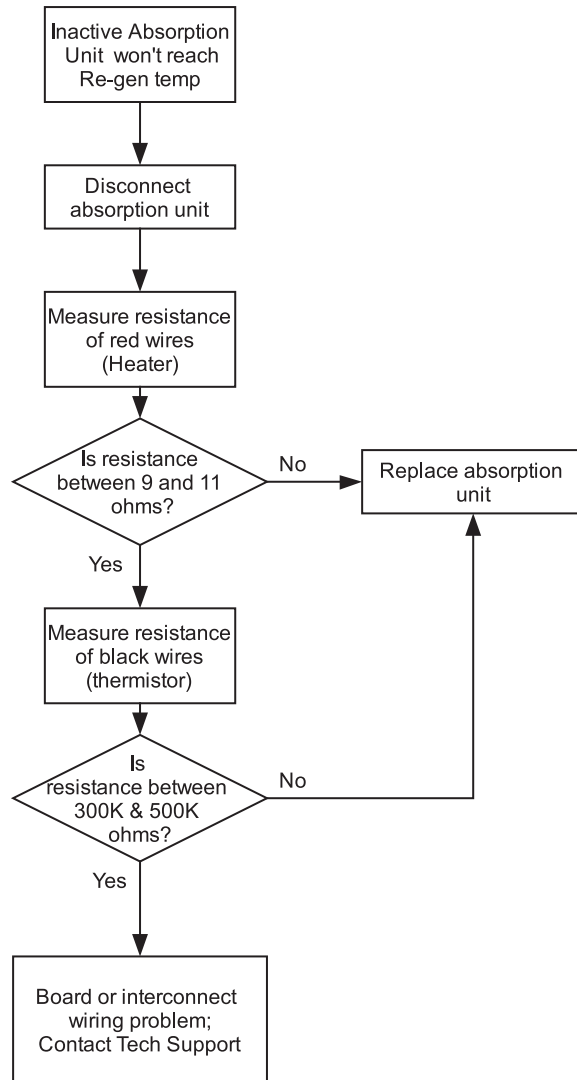 Inactive Absorption
Unit won't reach
Re-gen temp
Disconnect
absorption unit
Measure resistance
of red wires
(Heater)
Is resistance
between 9 and 11
ohms?
No
Replace absorption
unit
Yes
Measure resistance
of black wires
(thermistor)
Is
resistance between
300K & 500K
ohms?
No
Yes
Board or interconnect
wiring problem;
Contact Tech Support